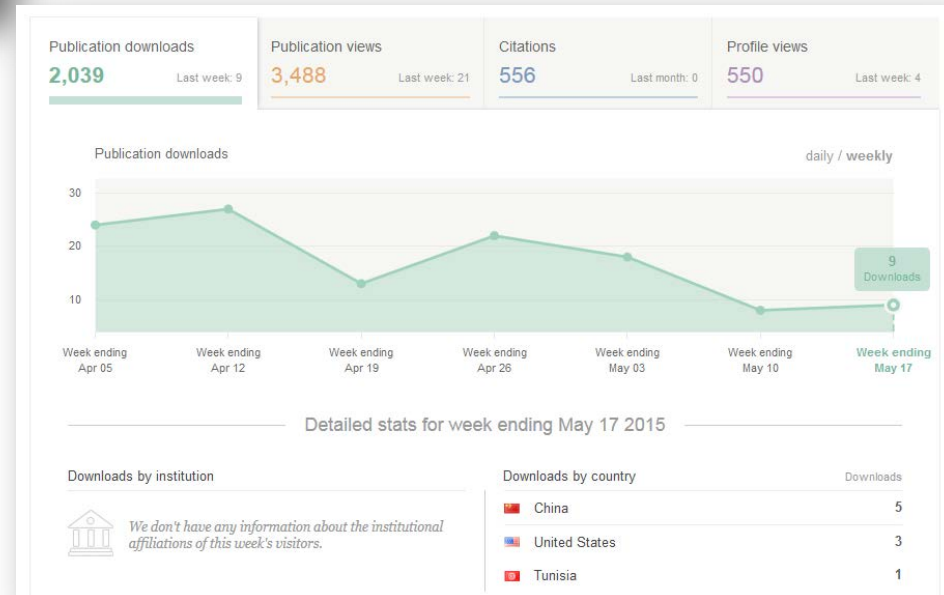 Publication downloads
2,039 Last week: 9
Publication views
3,488 Last week: 21
Citations
556 Last month: 0
Profile views
550 Last week: 4
Publication downloads daily / weekly
30
20
10
9
Downloads
Week ending
Apr 05
Week ending
Apr 12
Week ending
Apr 19
Week ending
Apr 26
Week ending
May 03
Week ending
May 10
Week ending
May 17
Detailed stats for week ending May 17 2015
Downloads by institution
We don't have any information about the institutional
affiliations of this week's visitors.
Downloads by country Downloads
China 5
United States 3
Tunisia 1